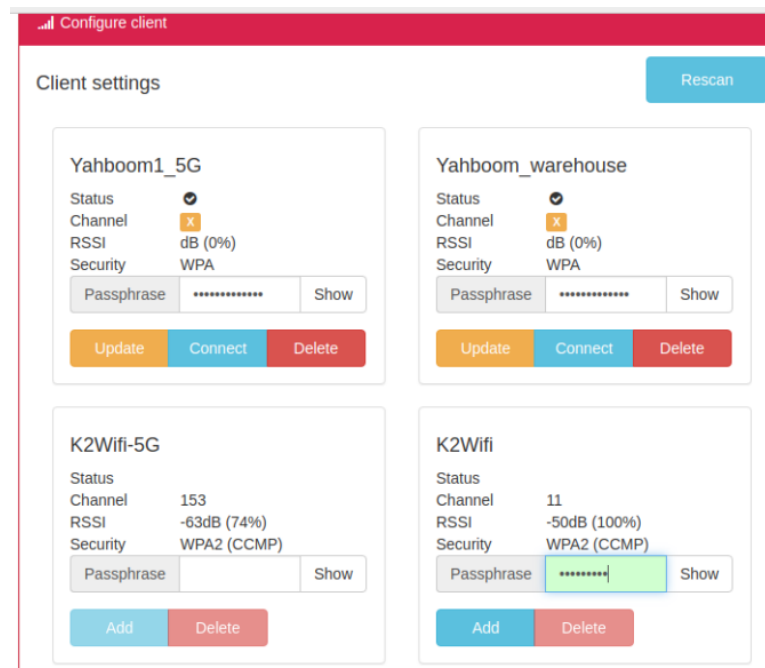 Configure client
Client settings
Rescan
Yahboom1_5G
Status
Channel X
RSSI dB (0%)
Security WPA
Passphrase ••••••••••••• Show
Update Connect Delete
Yahboom_warehouse
Status
Channel X
RSSI dB (0%)
Security WPA
Passphrase ••••••••••••• Show
Update Connect Delete
K2Wifi-5G
Status
Channel 153
RSSI -63dB (74%)
Security WPA2 (CCMP)
Passphrase Show
Add Delete
K2Wifi
Status
Channel 11
RSSI -50dB (100%)
Security WPA2 (CCMP)
Passphrase ••••••••• Show
Add Delete